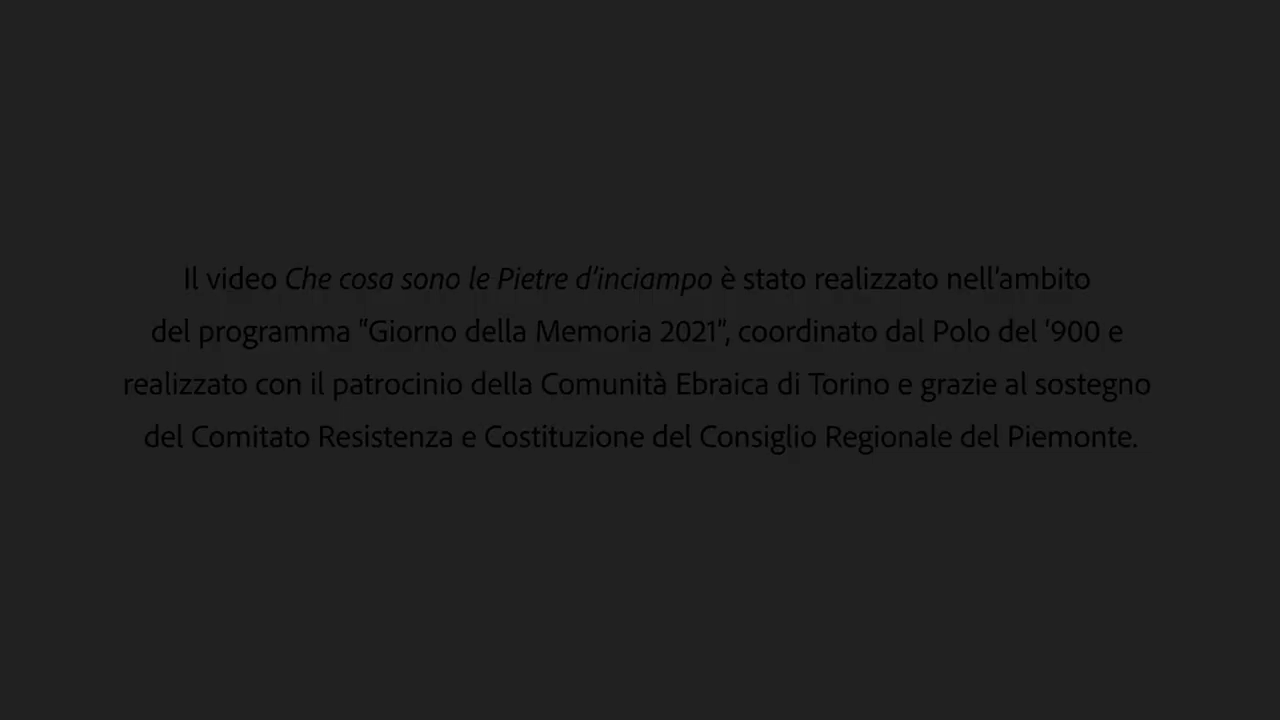 Il video Che cosa sono le Pietre d'inciampo è stato realizzato nell'ambito
del programma "Giorno della Memoria 2021", coordinato dal Polo del '900 e
realizzato con il patrocinio della Comunità Ebraica di Torino e grazie al sostegno
del Comitato Resistenza e Costituzione del Consiglio Regionale del Piemonte.